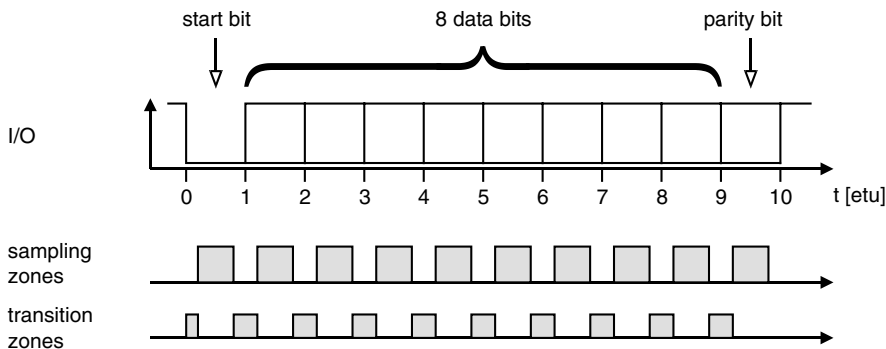 start bit
8 data bits
parity bit
I/O
0 1 2 3 4 5 6 7 8 9 10 t [etu]
sampling
zones
transition
zones